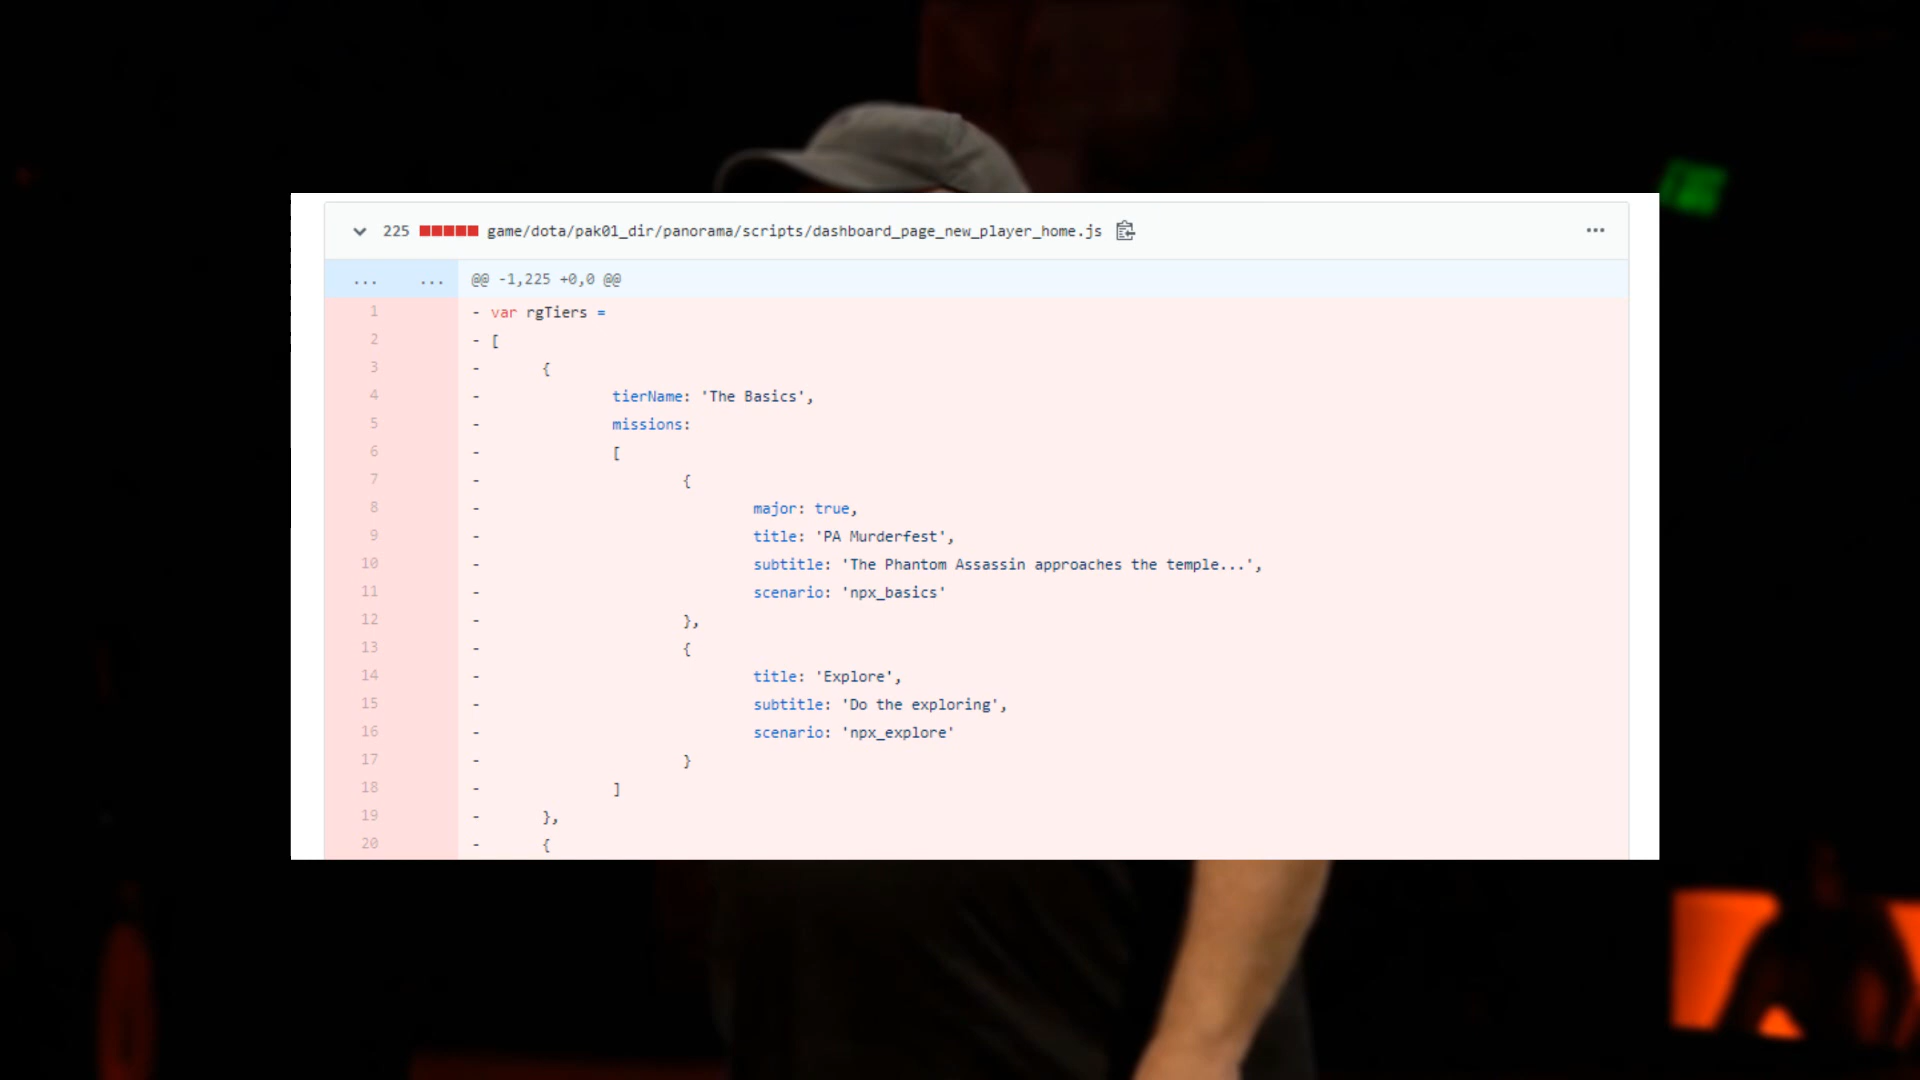 225 game/dota/pak01_dir/panorama/scripts/dashboard_page_new_player_home.js ...
... ... @@ -1,225 +0,0 @@
1 - var rgTiers =
2 - [
3 - {
4 - tierName: 'The Basics',
5 - missions:
6 - [
7 - {
8 - major: true,
9 - title: 'PA Murderfest',
10 - subtitle: 'The Phantom Assassin approaches the temple...',
11 - scenario: 'npx_basics'
12 - },
13 - {
14 - title: 'Explore',
15 - subtitle: 'Do the exploring',
16 - scenario: 'npx_explore'
17 - }
18 - ]
19 - },
20 - {